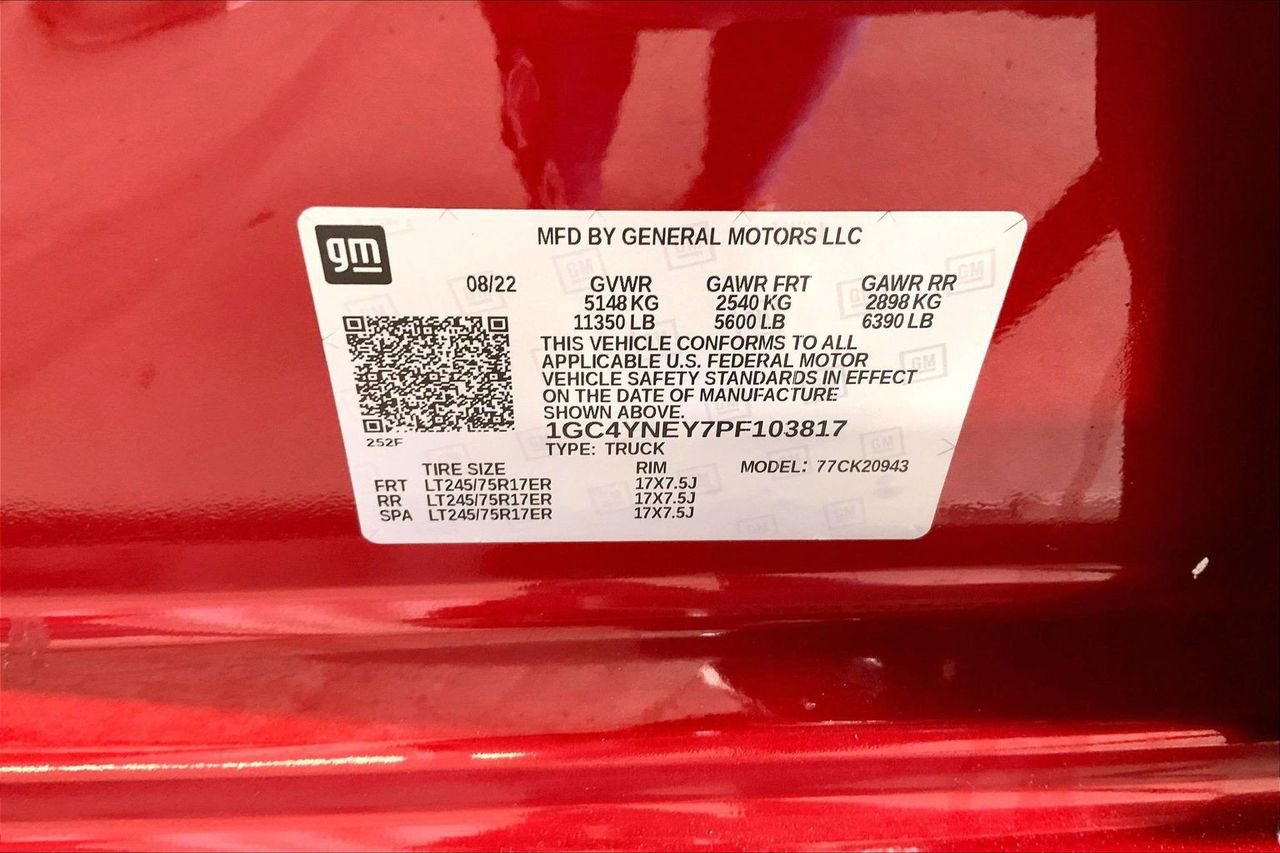 gm
MFD BY GENERAL MOTORS LLC
08/22 GVWR GAWR FRT GAWR RR
5148 KG 2540 KG 2898 KG
11350 LB 5600 LB 6390 LB
THIS VEHICLE CONFORMS TO ALL
APPLICABLE U.S. FEDERAL MOTOR
VEHICLE SAFETY STANDARDS IN EFFECT
ON THE DATE OF MANUFACTURE
SHOWN ABOVE.
1GC4YNEY7PF103817
252F
TYPE: TRUCK
TIRE SIZE RIM MODEL: 77CK20943
FRT LT245/75R17ER 17X7.5J
RR LT245/75R17ER 17X7.5J
SPA LT245/75R17ER 17X7.5J